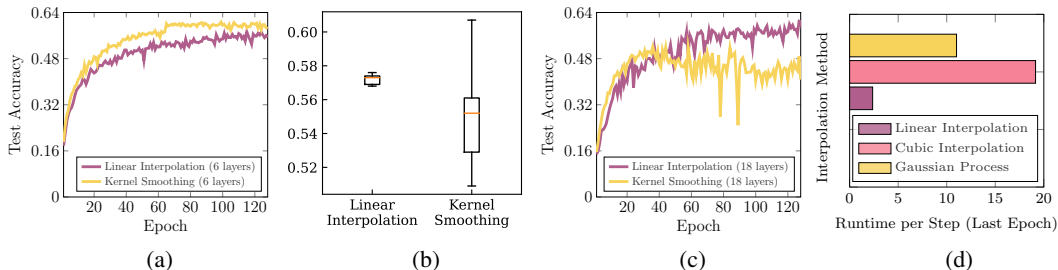 Test Accuracy
0.64
0.48
0.32
0.16
0
Linear Interpolation (6 layers)
Kernel Smoothing (6 layers)
20 40 60 80 100 120
Epoch
(a)
0.60
0.58
0.56
0.54
0.52
Linear Interpolation
Kernel Smoothing
(b)
Test Accuracy
0.64
0.48
0.32
0.16
0
Linear Interpolation (18 layers)
Kernel Smoothing (18 layers)
20 40 60 80 100 120
Epoch
(c)
Interpolation Method
Linear Interpolation
Cubic Interpolation
Gaussian Process
0 5 10 15 20
Runtime per Step (Last Epoch)
(d)